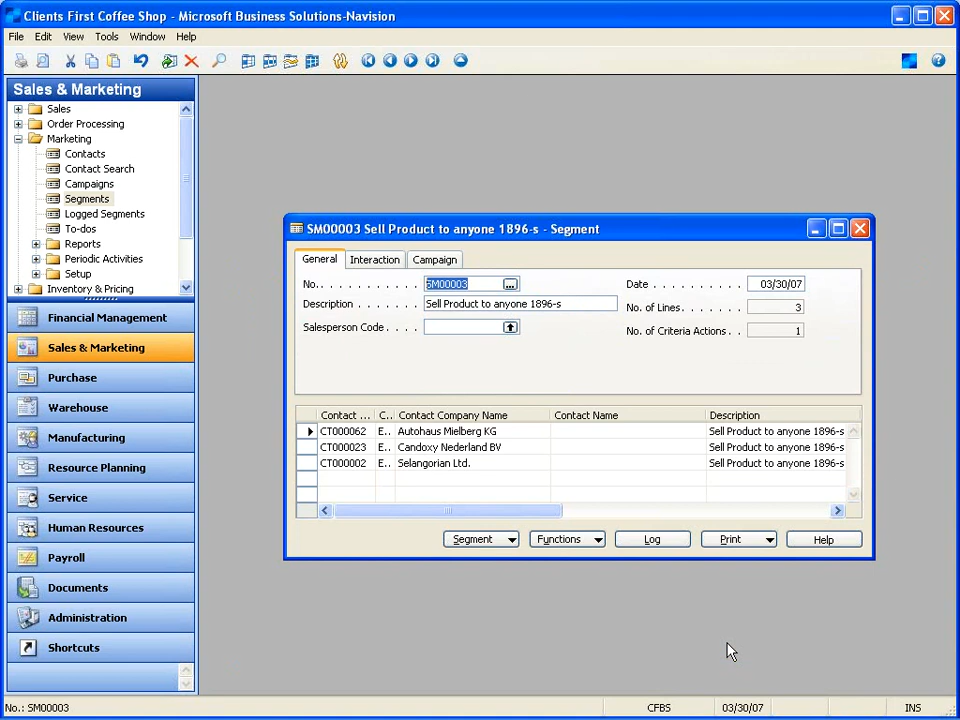 Clients First Coffee Shop - Microsoft Business Solutions-Navision
File Edit View Tools Window Help
Sales & Marketing
Sales
Order Processing
Marketing
Contacts
Contact Search
Campaigns
Segments
Logged Segments
To-dos
Reports
Periodic Activities
Setup
Inventory & Pricing
Financial Management
Sales & Marketing
Purchase
Warehouse
Manufacturing
Resource Planning
Service
Human Resources
Payroll
Documents
Administration
Shortcuts
SM00003 Sell Product to anyone 1896-s - Segment
General Interaction Campaign
No. . . . . . . . . . . . SM00003 ... Date . . . . . . . . . . 03/30/07
Description . . . . . . . Sell Product to anyone 1896-s No. of Lines. . . . . . . 3
Salesperson Code . . . . No. of Criteria Actions . . 1
Contact ... C.. Contact Company Name Contact Name Description
CT000062 E.. Autohaus Mielberg KG Sell Product to anyone 1896-s
CT000023 E.. Candoxy Nederland BV Sell Product to anyone 1896-s
CT000002 E.. Selangorian Ltd. Sell Product to anyone 1896-s
Segment Functions Log Print Help
No.: SM00003 CFBS 03/30/07 INS